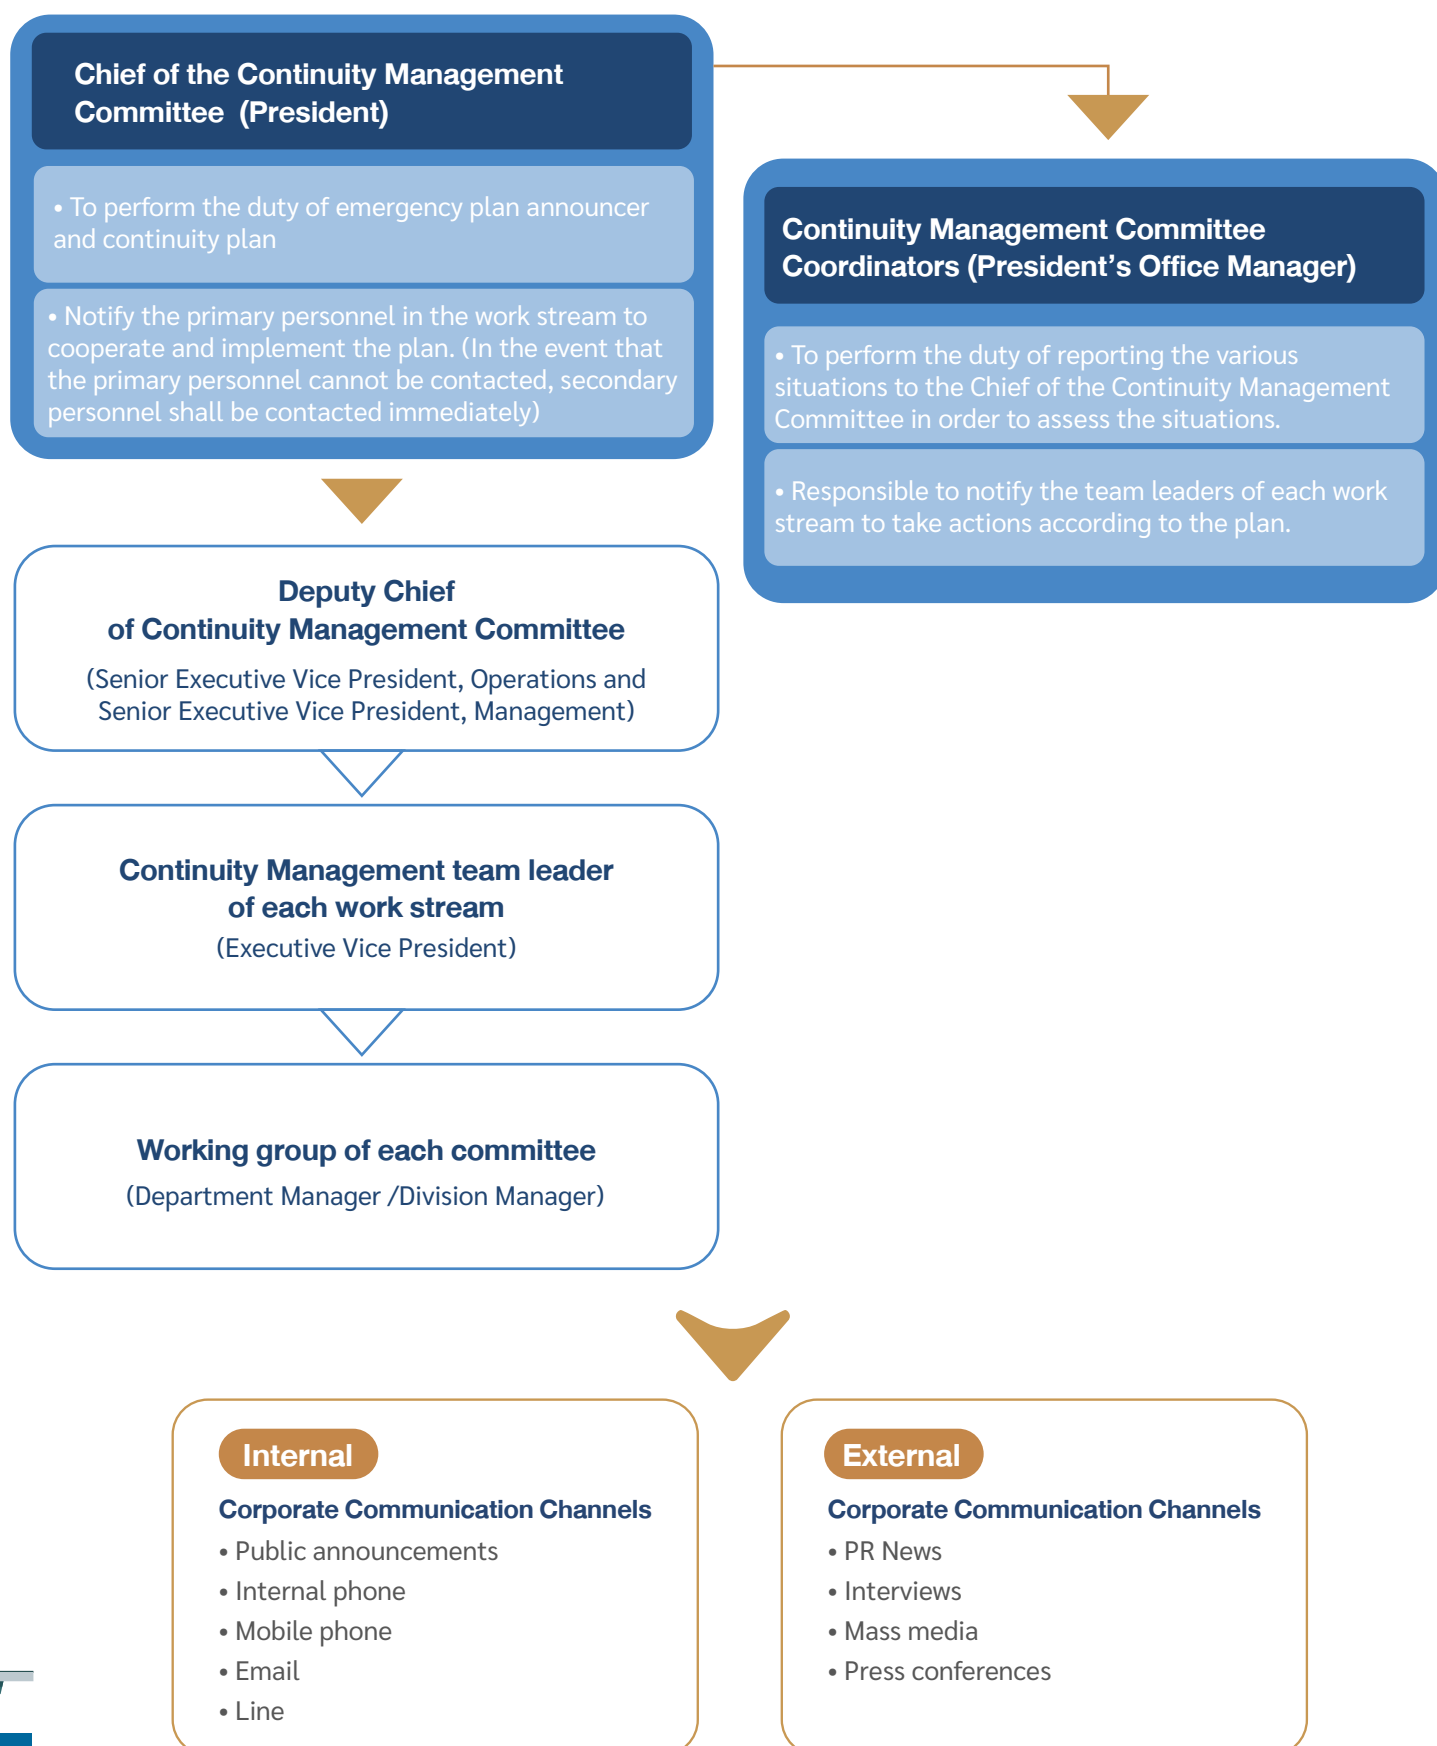 Chief of the Continuity Management
Committee (President)
• To perform the duty of emergency plan announcer
and continuity plan
• Notify the primary personnel in the work stream to
cooperate and implement the plan. (In the event that
the primary personnel cannot be contacted, secondary
personnel shall be contacted immediately)
Continuity Management Committee
Coordinators (President’s Office Manager)
• To perform the duty of reporting the various
situations to the Chief of the Continuity Management
Committee in order to assess the situations.
• Responsible to notify the team leaders of each work
stream to take actions according to the plan.
Deputy Chief
of Continuity Management Committee
(Senior Executive Vice President, Operations and
Senior Executive Vice President, Management)
Continuity Management team leader
of each work stream
(Executive Vice President)
Working group of each committee
(Department Manager /Division Manager)
Internal
Corporate Communication Channels
• Public announcements
• Internal phone
• Mobile phone
• Email
• Line
External
Corporate Communication Channels
• PR News
• Interviews
• Mass media
• Press conferences